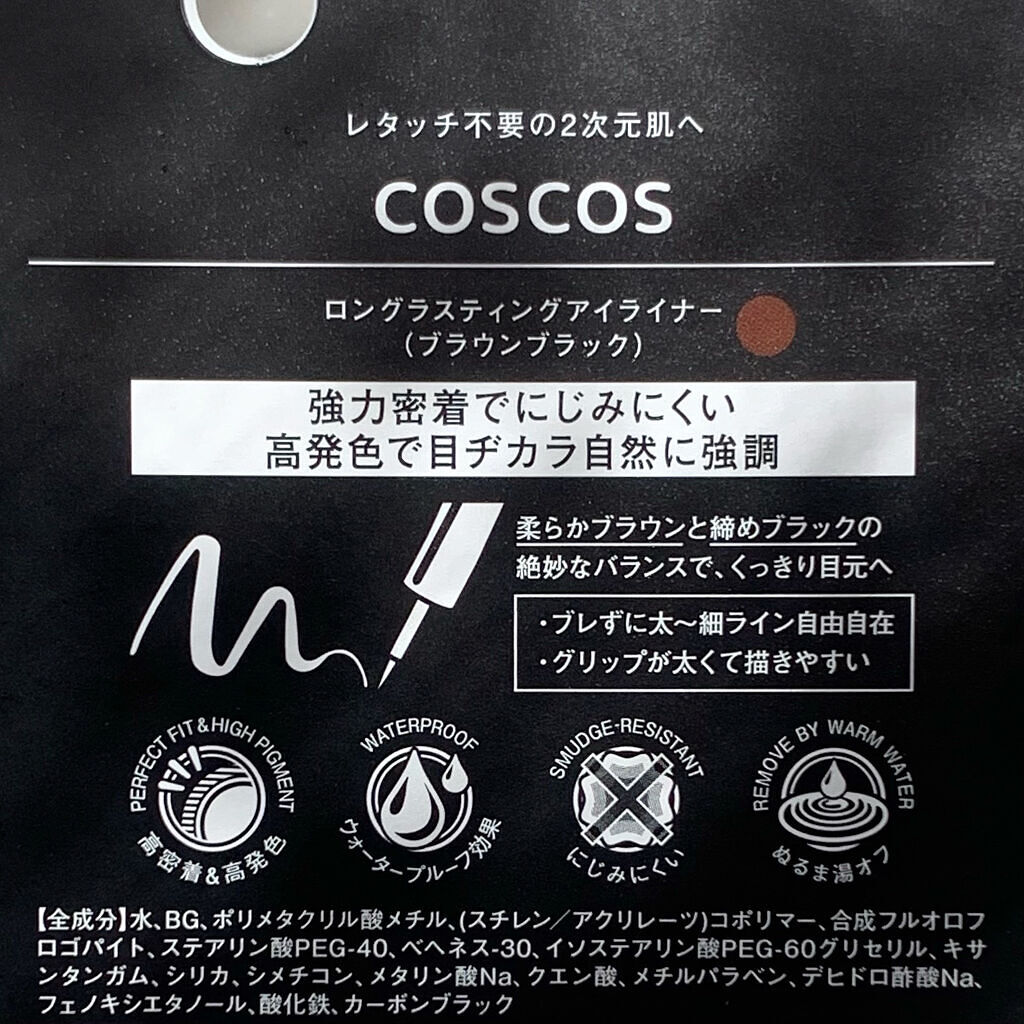 レタッチ不要の2次元肌へ
COSCOS
ロングラスティングアイライナー
(ブラウンブラック)
強力密着でにじみにくい
高発色で目ヂカラ自然に強調
柔らかブラウンと締めブラックの
絶妙なバランスで、くっきり目元へ
・ブレずに太〜細ライン自由自在
・グリップが太くて描きやすい
PERFECT FIT & HIGH PIGMENT
高密着&高発色
WATERPROOF
ウォータープルーフ効果
SMUDGE-RESISTANT
にじみにくい
REMOVE BY WARM WATER
ぬるま湯オフ
【全成分】水、BG、ポリメタクリル酸メチル、(スチレン/アクリレーツ)コポリマー、合成フルオロフ
ロゴパイト、ステアリン酸PEG-40、ベヘネス-30、イソステアリン酸PEG-60グリセリル、キサ
ンタンガム、シリカ、シメチコン、メタリン酸Na、クエン酸、メチルパラベン、デヒドロ酢酸Na、
フェノキシエタノール、酸化鉄、カーボンブラック